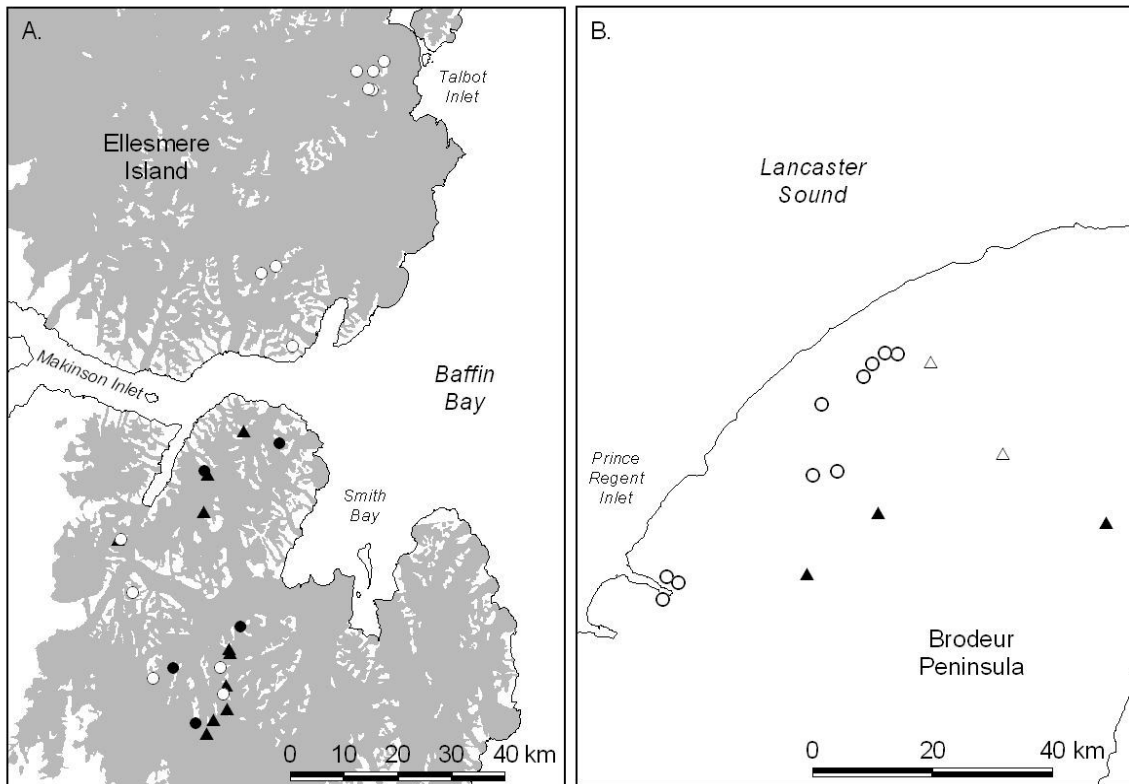 A.
Talbot
Inlet
Ellesmere
Island
Makinson Inlet
Baffin
Bay
Smith
Bay
0 10 20 30 40 km
B.
Lancaster
Sound
Prince
Regent
Inlet
Brodeur
Peninsula
0 20 40 km